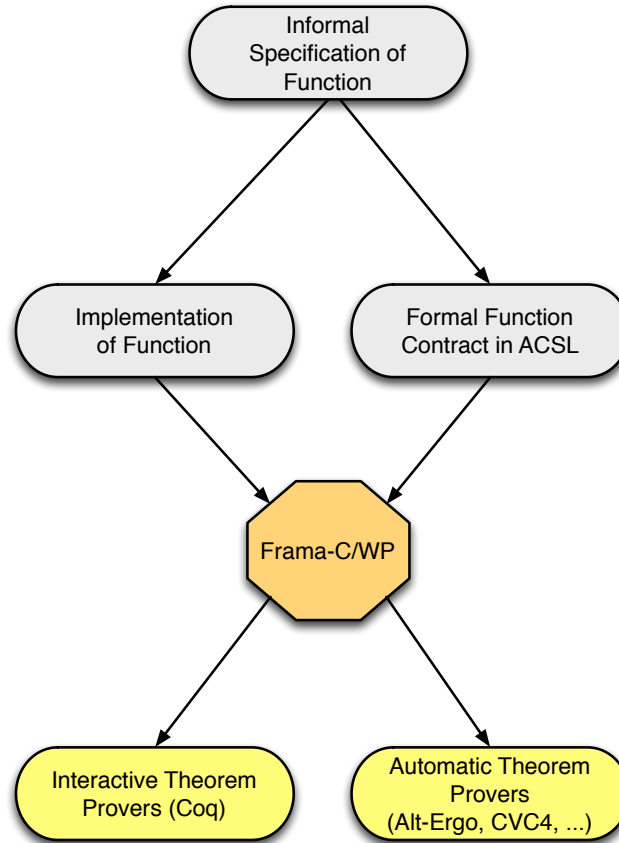 Informal
Specification of
Function
Implementation
of Function
Formal Function
Contract in ACSL
Frama-C/WP
Interactive Theorem
Provers (Coq)
Automatic Theorem
Provers
(Alt-Ergo, CVC4, ...)